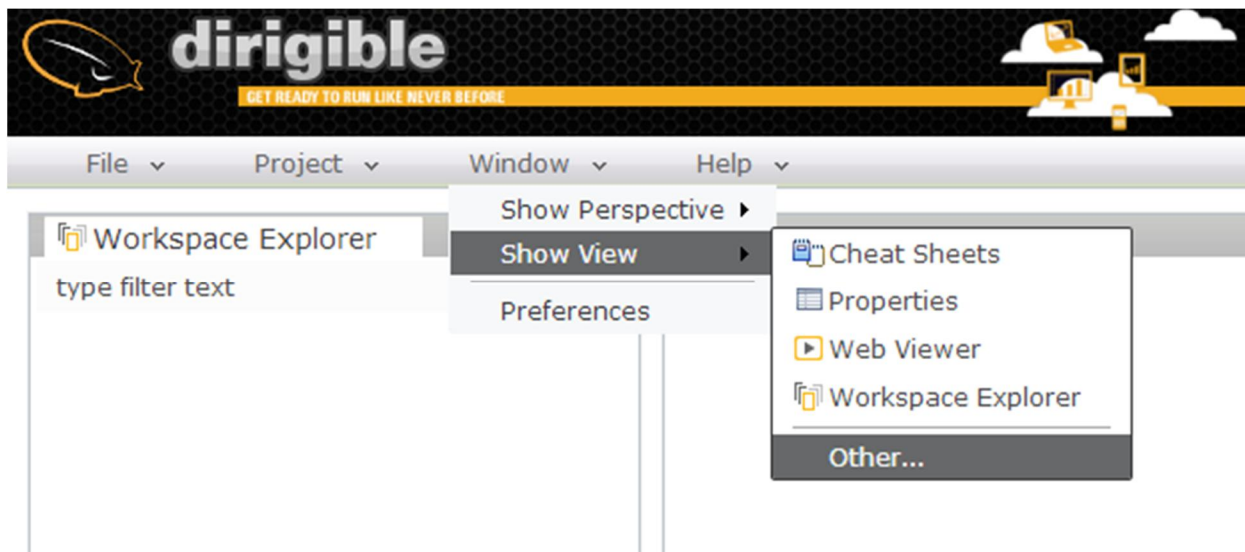 dirigible
GET READY TO RUN LIKE NEVER BEFORE
File Project Window Help
Show Perspective
Workspace Explorer
Show View
type filter text
Preferences
Cheat Sheets
Properties
Web Viewer
Workspace Explorer
Other...